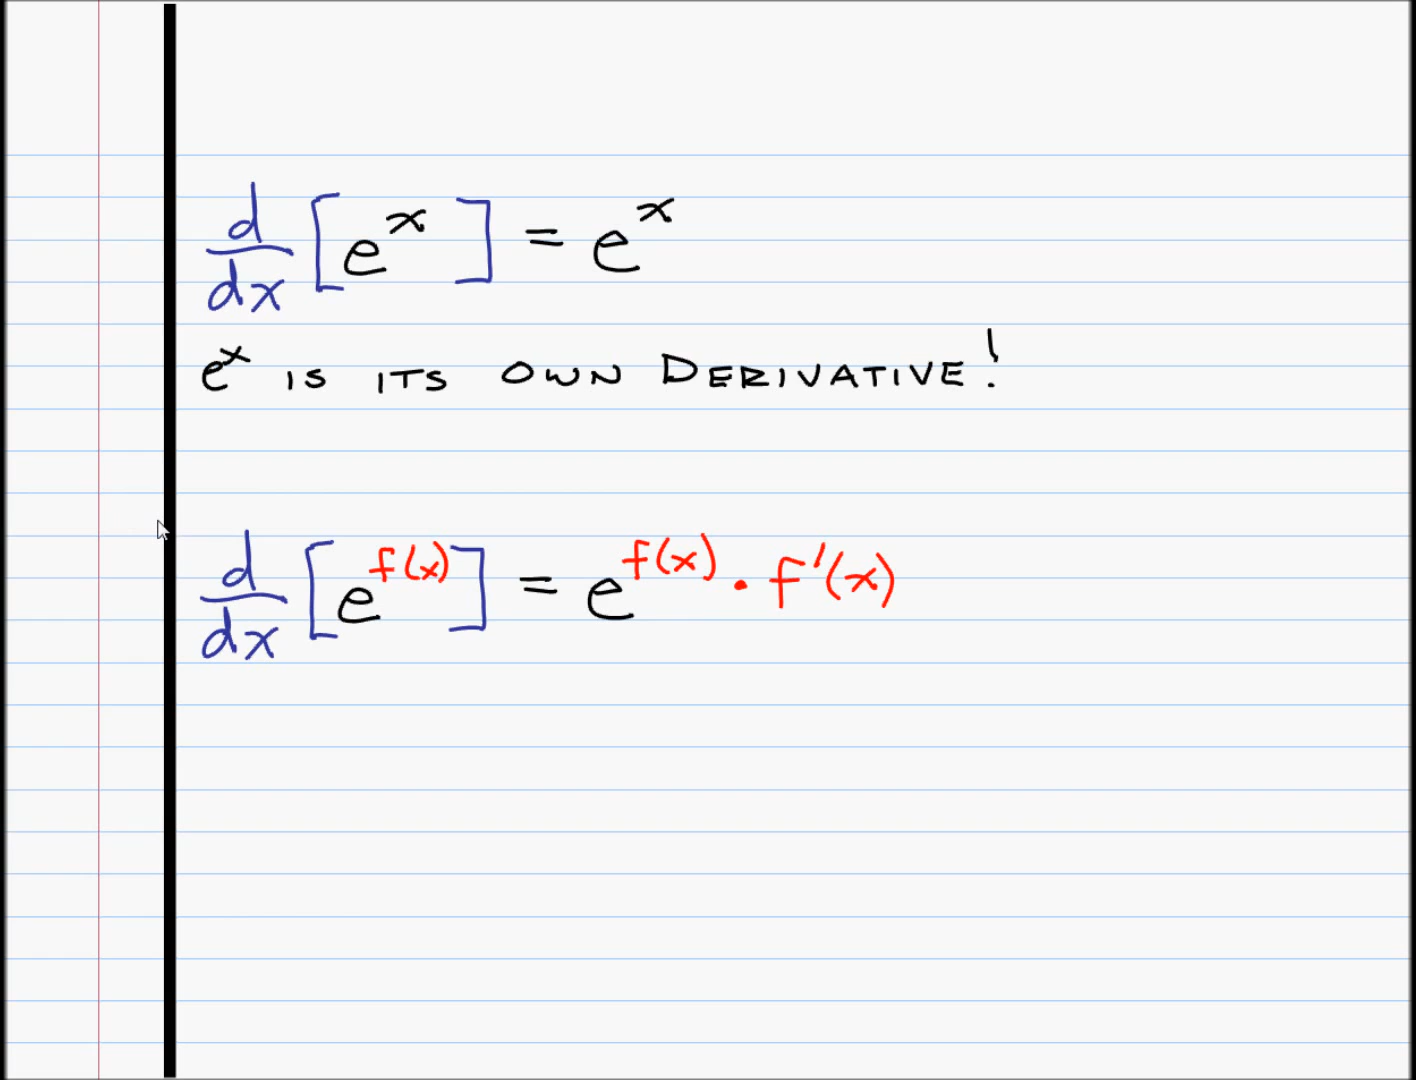 d/dx [e^x] = e^x
e^x IS ITS OWN DERIVATIVE!
d/dx [e^f(x)] = e^f(x) · f'(x)